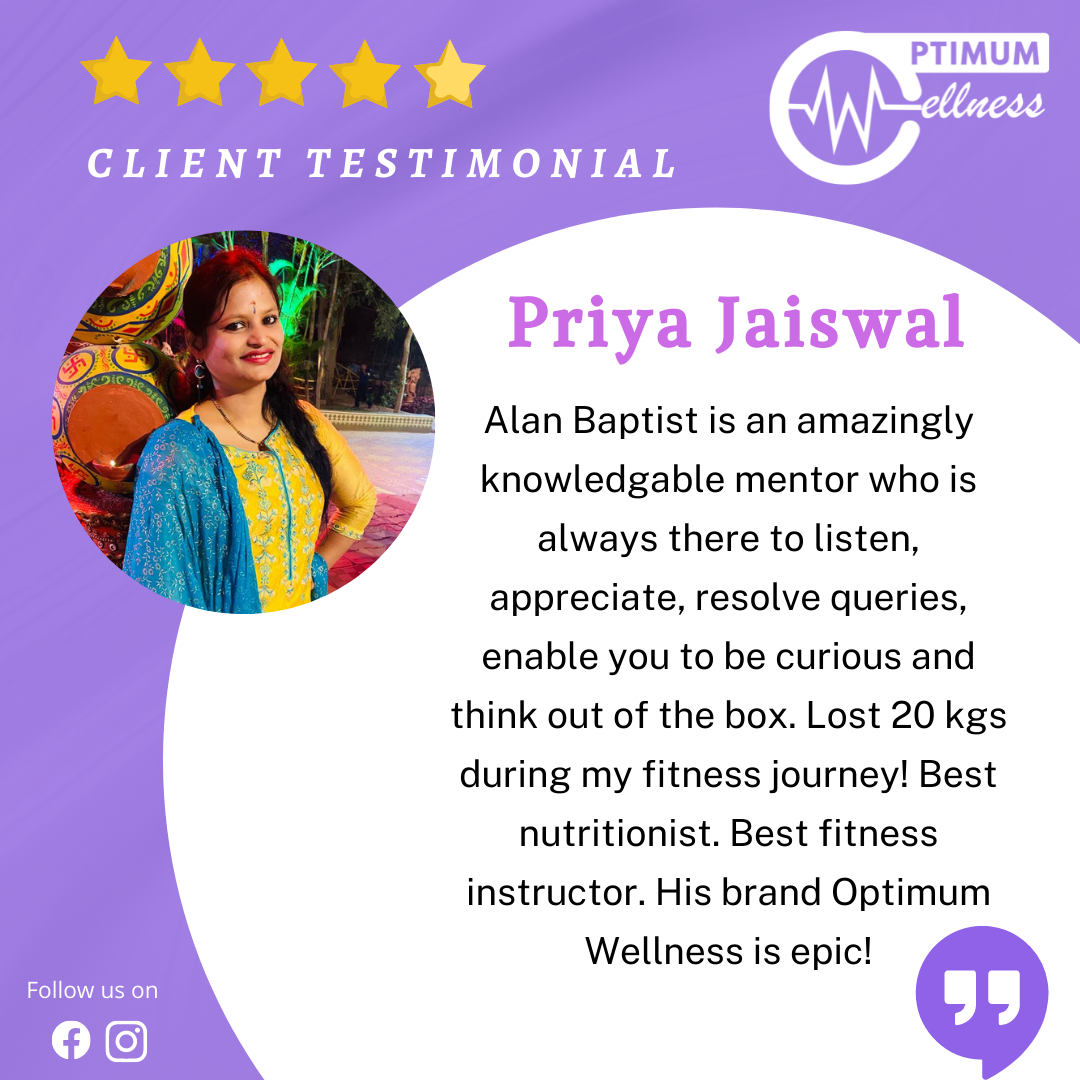 PTIMUM
ellness
CLIENT TESTIMONIAL
Priya Jaiswal
Alan Baptist is an amazingly
knowledgable mentor who is
always there to listen,
appreciate, resolve queries,
enable you to be curious and
think out of the box. Lost 20 kgs
during my fitness journey! Best
nutritionist. Best fitness
instructor. His brand Optimum
Wellness is epic!
Follow us on